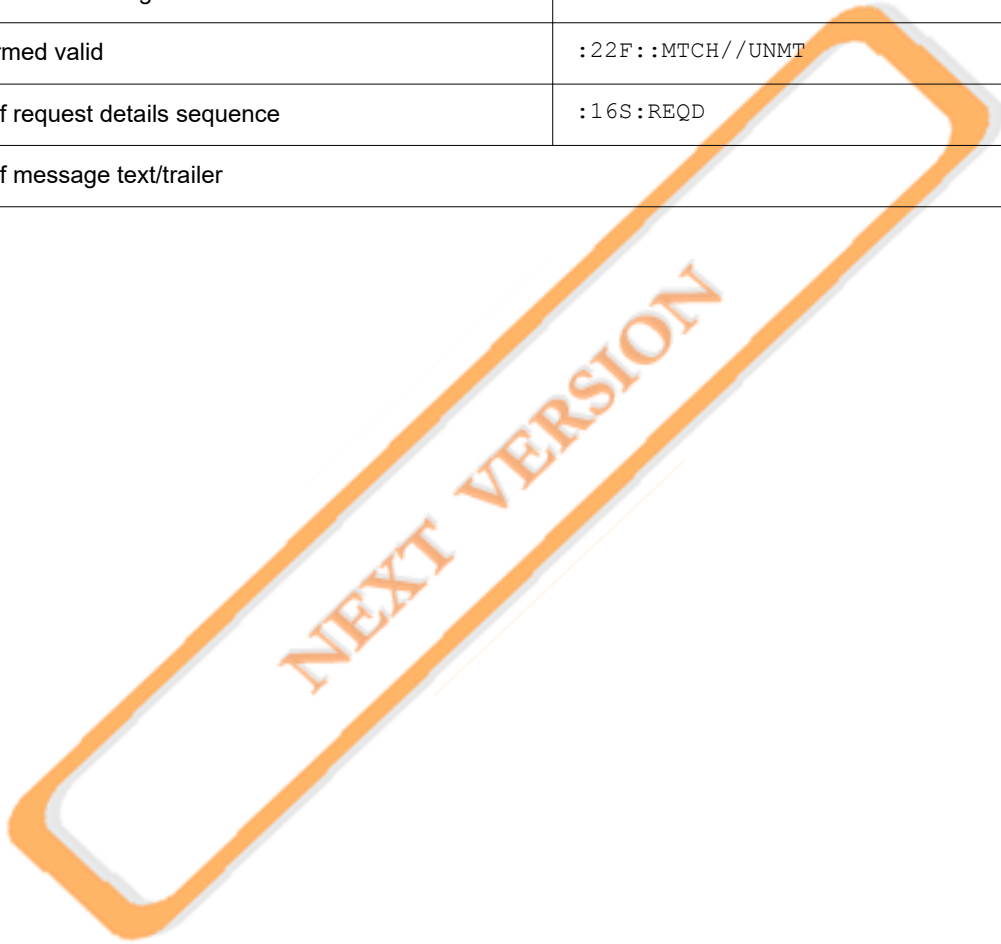 rmed valid :22F::MTCH//UNMT
f request details sequence :16S:REQD
f message text/trailer
NEXT VERSION